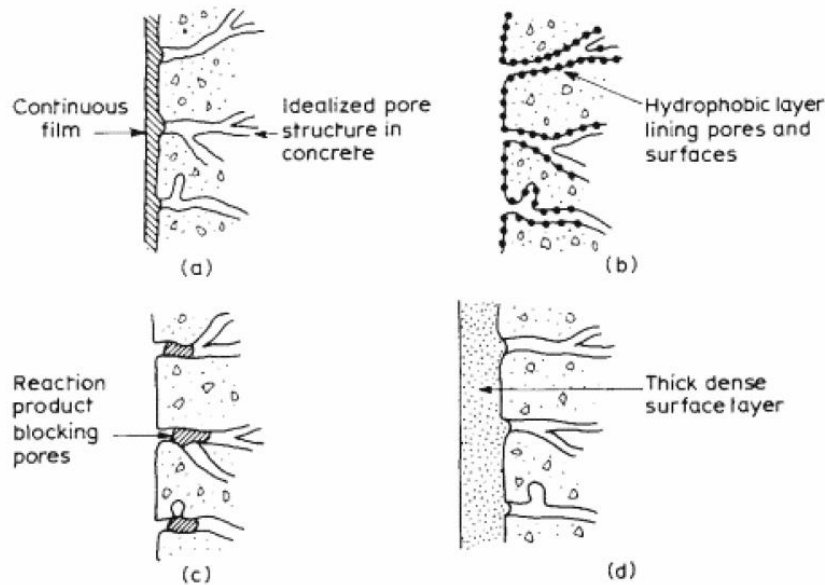 Continuous
film
Idealized pore
structure in
concrete
(a)
Hydrophobic layer
lining pores and
surfaces
(b)
Reaction
product
blocking
pores
(c)
Thick dense
surface layer
(d)